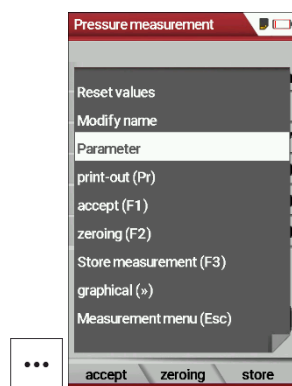 Pressure measurement
Reset values
Modify name
Parameter
print-out (Pr)
accept (F1)
zeroing (F2)
Store measurement (F3)
graphical (»)
Measurement menu (Esc)
...
accept zeroing store